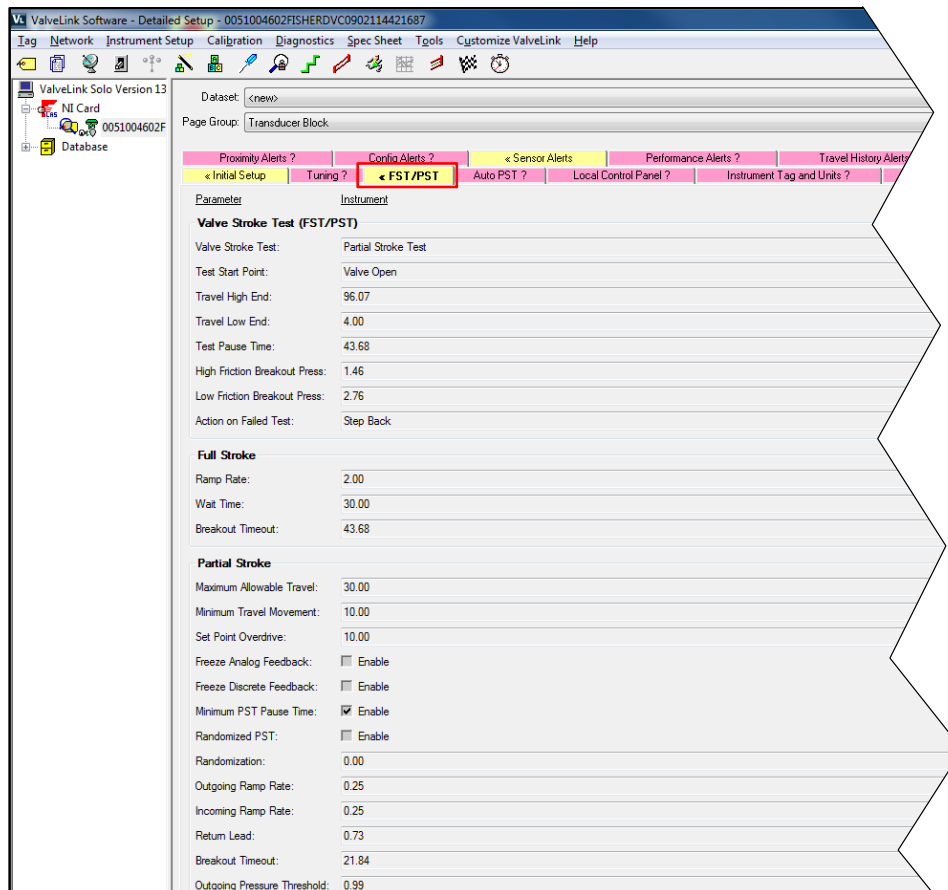 ValveLink Software - Detailed Setup - 0051004602FISHERDVC0902114421687
Tag Network Instrument Setup Calibration Diagnostics Spec Sheet Tools Customize ValveLink Help
ValveLink Solo Version 13
NI Card
0051004602F
Database
Dataset: <new>
Page Group: Transducer Block
Proximity Alerts ? Config Alerts ? « Sensor Alerts Performance Alerts ? Travel History Alerts
« Initial Setup Tuning ? « FST/PST Auto PST ? Local Control Panel ? Instrument Tag and Units ?
Parameter Instrument
Valve Stroke Test (FST/PST)
Valve Stroke Test: Partial Stroke Test
Test Start Point: Valve Open
Travel High End: 96.07
Travel Low End: 4.00
Test Pause Time: 43.68
High Friction Breakout Press: 1.46
Low Friction Breakout Press: 2.76
Action on Failed Test: Step Back
Full Stroke
Ramp Rate: 2.00
Wait Time: 30.00
Breakout Timeout: 43.68
Partial Stroke
Maximum Allowable Travel: 30.00
Minimum Travel Movement: 10.00
Set Point Overdrive: 10.00
Freeze Analog Feedback: Enable
Freeze Discrete Feedback: Enable
Minimum PST Pause Time: Enable
Randomized PST: Enable
Randomization: 0.00
Outgoing Ramp Rate: 0.25
Incoming Ramp Rate: 0.25
Return Lead: 0.73
Breakout Timeout: 21.84
Outgoing Pressure Threshold: 0.99